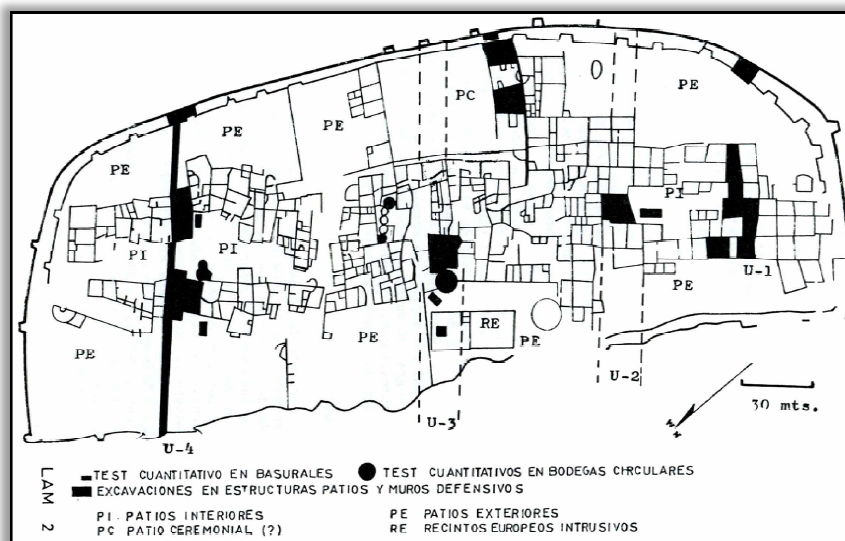 PE
PC
PE
PE
PE
PI
PI
PI
U-1
PE
RE
PE
PE
PE
U-2
30 mts.
U-3
N
U-4
LAM 2
TEST CUANTITATIVO EN BASURALES
TEST CUANTITATIVOS EN BODEGAS CIRCULARES
EXCAVACIONES EN ESTRUCTURAS PATIOS Y MUROS DEFENSIVOS
PI. PATIOS INTERIORES
PE PATIOS EXTERIORES
PC PATIO CEREMONIAL (?)
RE RECINTOS EUROPEOS INTRUSIVOS